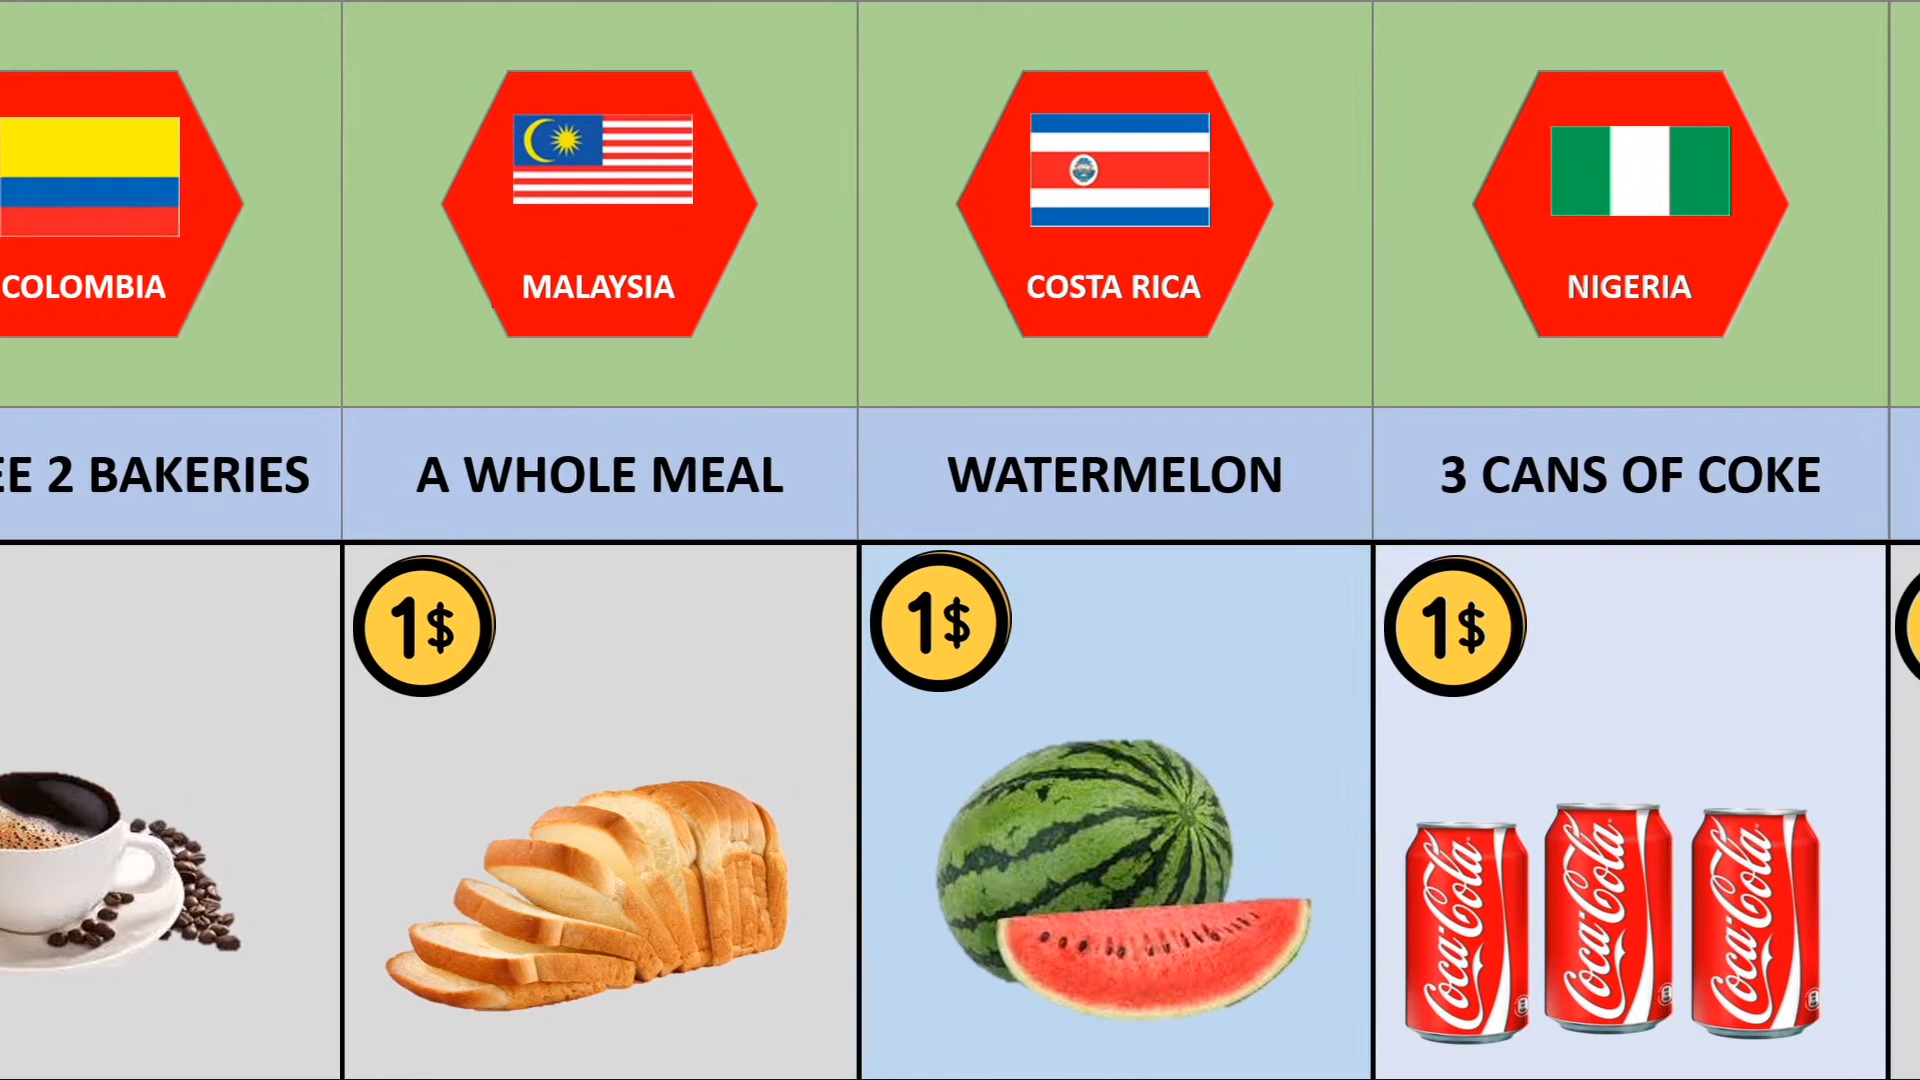 COLOMBIA
MALAYSIA
COSTA RICA
NIGERIA
EE 2 BAKERIES
A WHOLE MEAL
WATERMELON
3 CANS OF COKE
1$
1$
1$
Coca-Cola
Coca-Cola
Coca-Cola